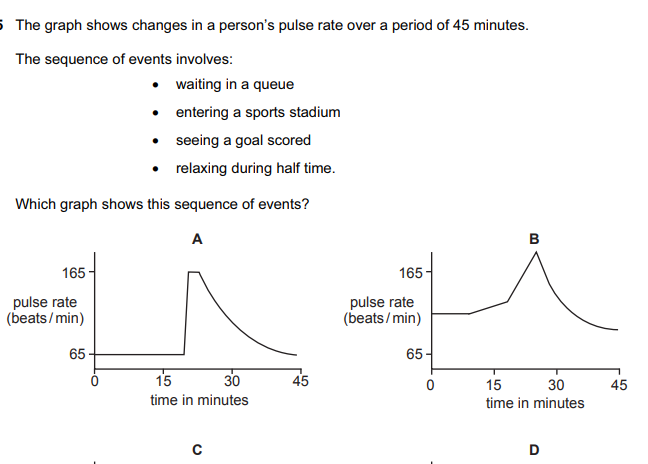 5 The graph shows changes in a person's pulse rate over a period of 45 minutes.
The sequence of events involves:
• waiting in a queue
• entering a sports stadium
• seeing a goal scored
• relaxing during half time.
Which graph shows this sequence of events?
A
165
pulse rate
(beats / min)
65
0 15 30 45
time in minutes
B
165
pulse rate
(beats / min)
65
0 15 30 45
time in minutes
C
D